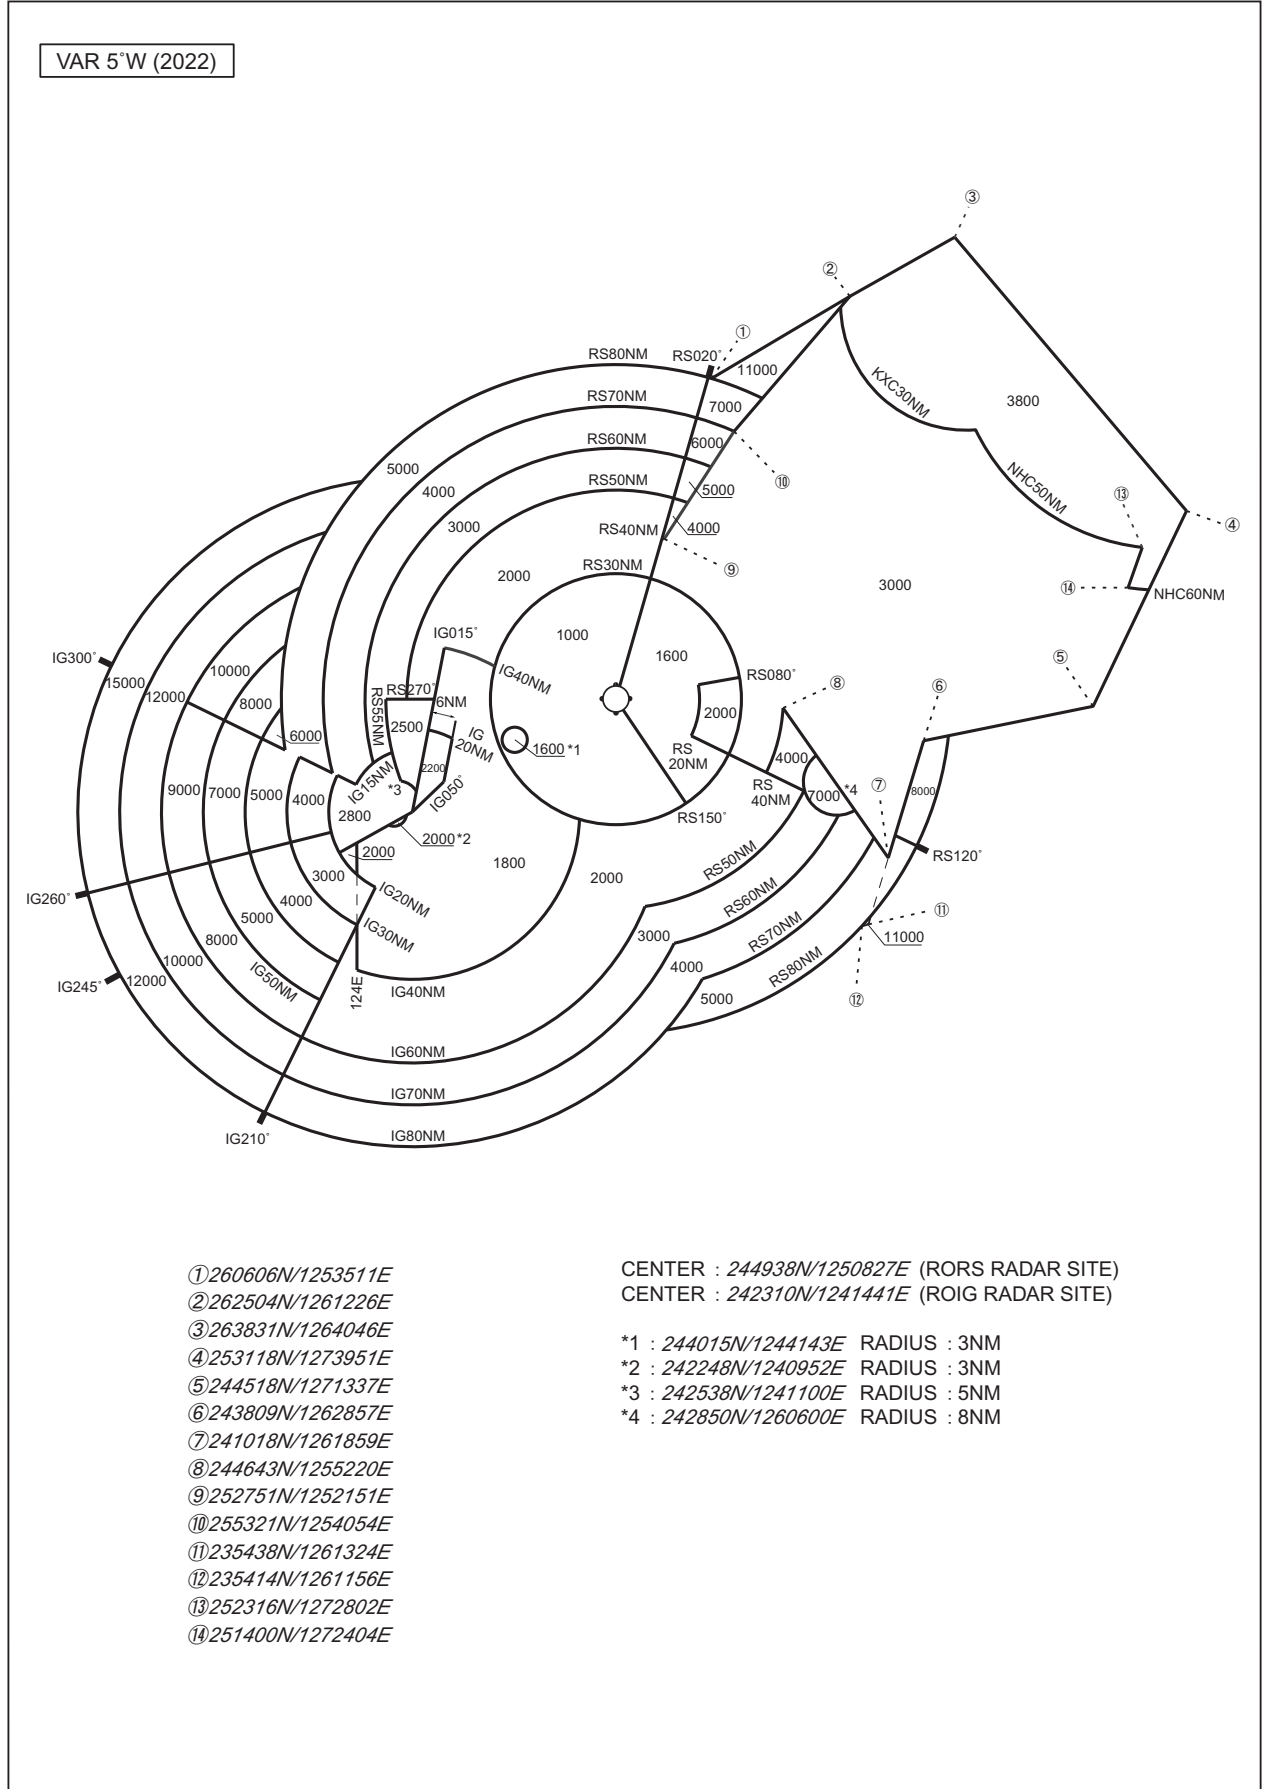 VAR 5˚W (2022)
③
②
①
RS80NM
RS020˚
11000
KXC30NM
3800
RS70NM
7000
RS60NM
6000
5000
NHC50NM
⑩
4000
RS50NM
5000
⑬
3000
RS40NM
4000
④
RS30NM
⑨
2000
3000
⑭
NHC60NM
IG015˚
1000
1600
IG300˚
10000
IG40NM
RS080˚
⑤
15000
12000
RS270˚
⑧
⑥
8000
RS55NM
6NM
2500
2000
6000
IG
20NM
1600 *1
RS
20NM
4000
2200
IG15NM
*3
IG050˚
9000
7000
5000
4000
RS
40NM
7000
*4
⑦
8000
2800
RS150˚
2000 *2
2000
1800
RS50NM
RS120˚
3000
2000
IG260˚
IG20NM
RS60NM
4000
⑪
5000
IG30NM
3000
RS70NM
11000
8000
10000
4000
RS80NM
IG245˚
12000
IG50NM
124E
IG40NM
5000
⑫
IG60NM
IG70NM
IG210˚
IG80NM
①260606N/1253511E
②262504N/1261226E
③263831N/1264046E
④253118N/1273951E
⑤244518N/1271337E
⑥243809N/1262857E
⑦241018N/1261859E
⑧244643N/1255220E
⑨252751N/1252151E
⑩255321N/1254054E
⑪235438N/1261324E
⑫235414N/1261156E
⑬252316N/1272802E
⑭251400N/1272404E
CENTER : 244938N/1250827E (RORS RADAR SITE)
CENTER : 242310N/1241441E (ROIG RADAR SITE)
*1 : 244015N/1244143E RADIUS : 3NM
*2 : 242248N/1240952E RADIUS : 3NM
*3 : 242538N/1241100E RADIUS : 5NM
*4 : 242850N/1260600E RADIUS : 8NM